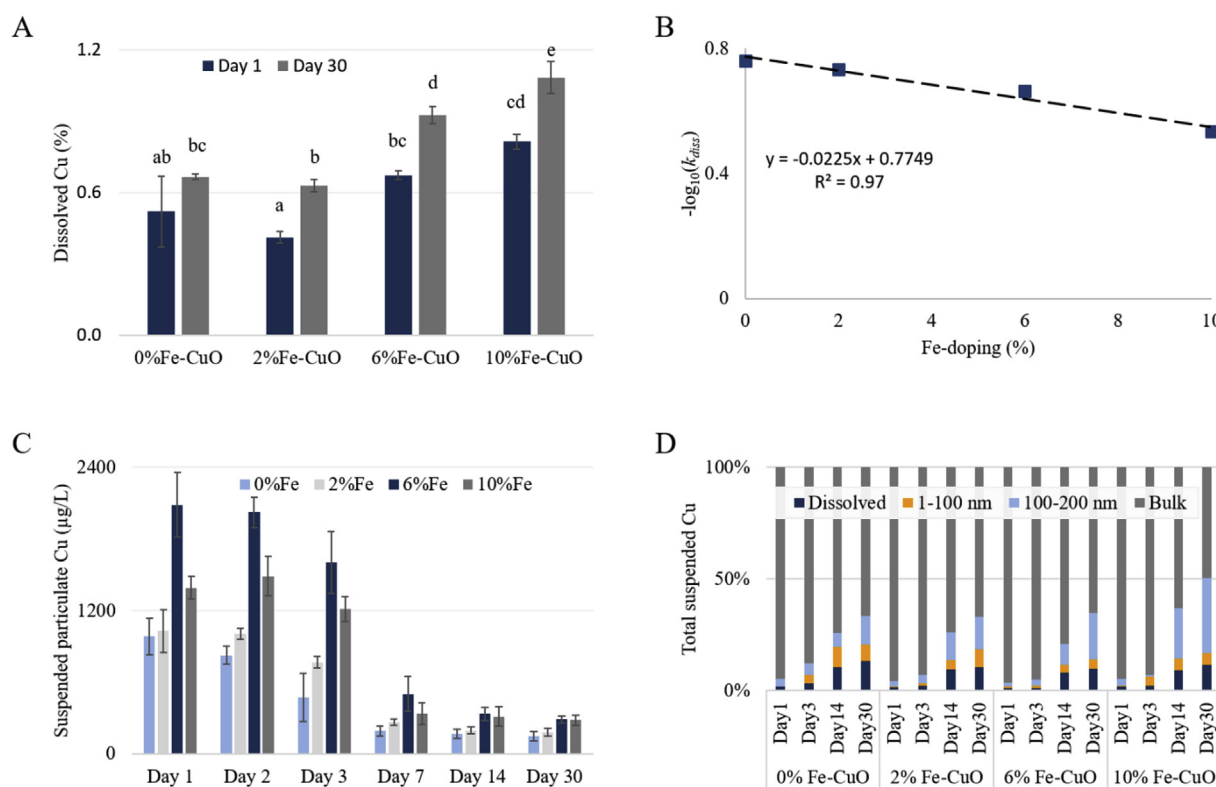 A
Dissolved Cu (%)
1.2
0.6
0.0
Day 1 Day 30
ab bc a b bc d cd e
0%Fe-CuO 2%Fe-CuO 6%Fe-CuO 10%Fe-CuO
B
-log10(kdiss)
0.8
0.4
0
y = -0.0225x + 0.7749
R² = 0.97
0 2 4 6 8 10
Fe-doping (%)
C
Suspended particulate Cu (µg/L)
2400
1200
0
0%Fe 2%Fe 6%Fe 10%Fe
Day 1 Day 2 Day 3 Day 7 Day 14 Day 30
D
Total suspended Cu
100%
50%
0%
Dissolved 1-100 nm 100-200 nm Bulk
Day1 Day3 Day14 Day30 Day1 Day3 Day14 Day30 Day1 Day3 Day14 Day30 Day1 Day3 Day14 Day30
0% Fe-CuO 2% Fe-CuO 6% Fe-CuO 10% Fe-CuO